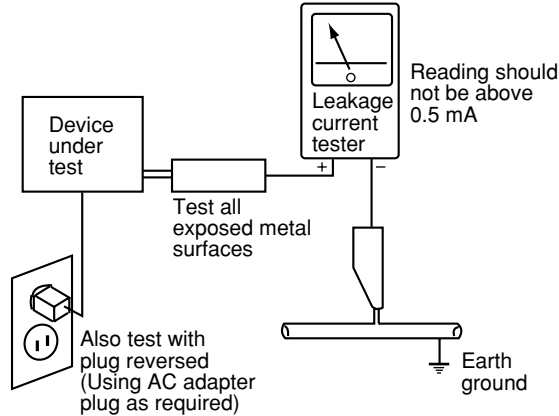 Device
under
test
Leakage
current
tester
+
−
Reading should
not be above
0.5 mA
Test all
exposed metal
surfaces
Also test with
plug reversed
(Using AC adapter
plug as required)
Earth
ground